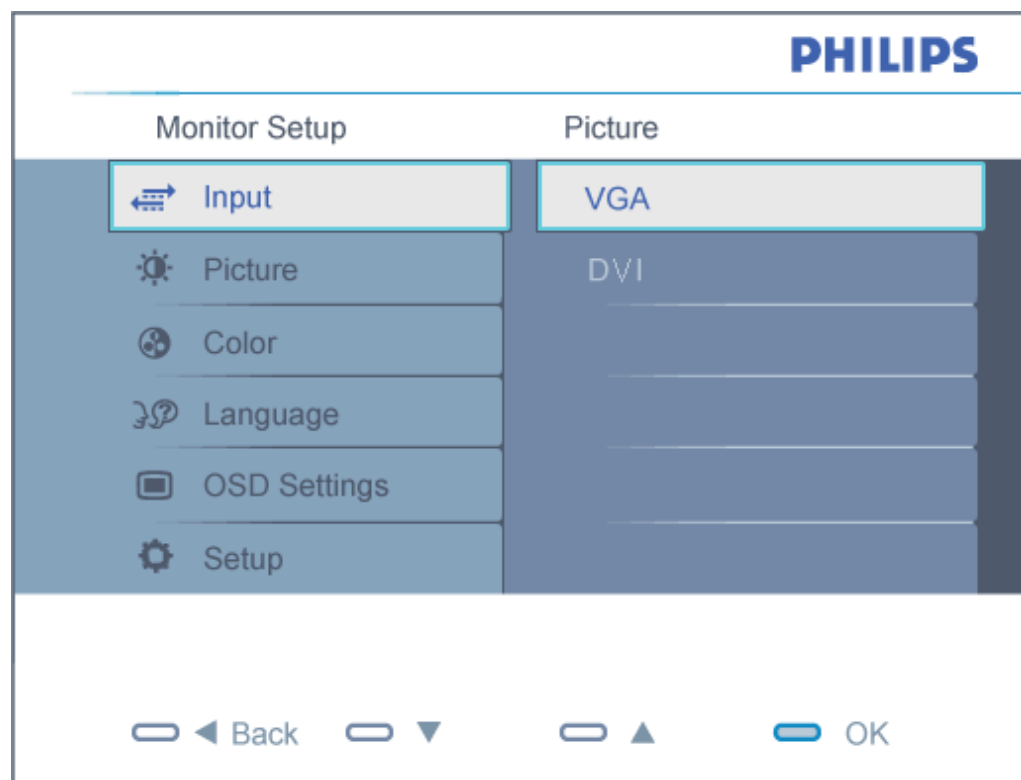 PHILIPS
Monitor Setup Picture
Input VGA
Picture DVI
Color
Language
OSD Settings
Setup
Back OK